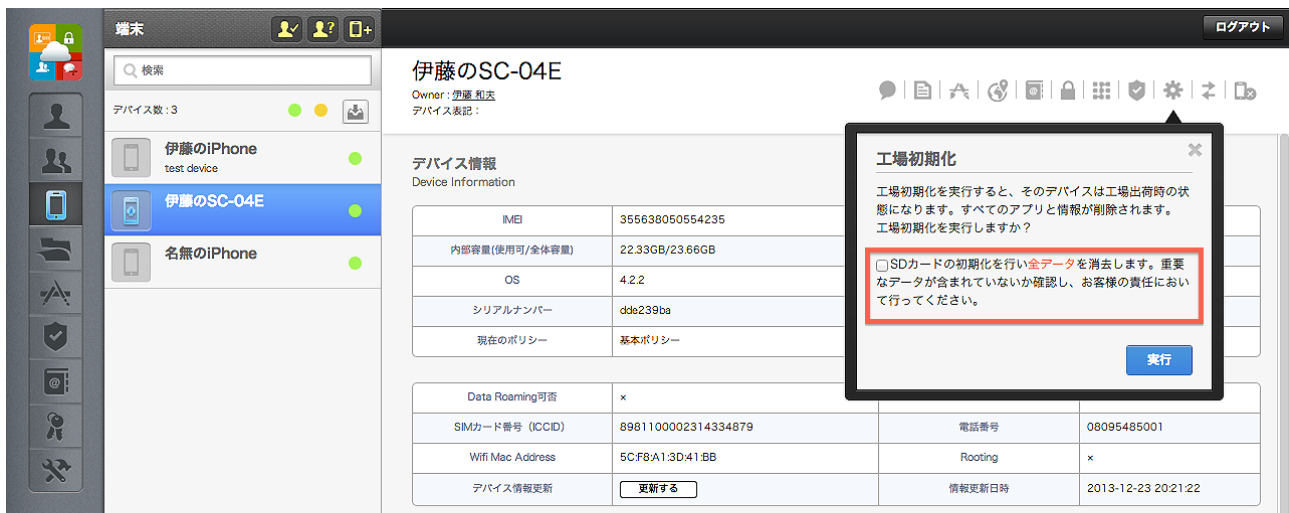 端末
ログアウト
検索
デバイス数 : 3
伊藤のiPhone
test device
伊藤のSC-04E
名無のiPhone
伊藤のSC-04E
Owner : 伊藤 和夫
デバイス表記 :
デバイス情報
Device Information
IMEI 355638050554235
内部容量(使用可/全体容量) 22.33GB/23.66GB
OS 4.2.2
シリアルナンバー dde239ba
現在のポリシー 基本ポリシー
工場初期化
工場初期化を実行すると、そのデバイスは工場出荷時の状
態になります。すべてのアプリと情報が削除されます。
工場初期化を実行しますか？
SDカードの初期化を行い全データを消去します。重要
なデータが含まれていないか確認し、お客様の責任におい
て行ってください。
実行
Data Roaming可否 ×
SIMカード番号（ICCID） 8981100002314334879 電話番号 08095485001
Wifi Mac Address 5C:F8:A1:3D:41:BB Rooting ×
デバイス情報更新 更新する 情報更新日時 2013-12-23 20:21:22